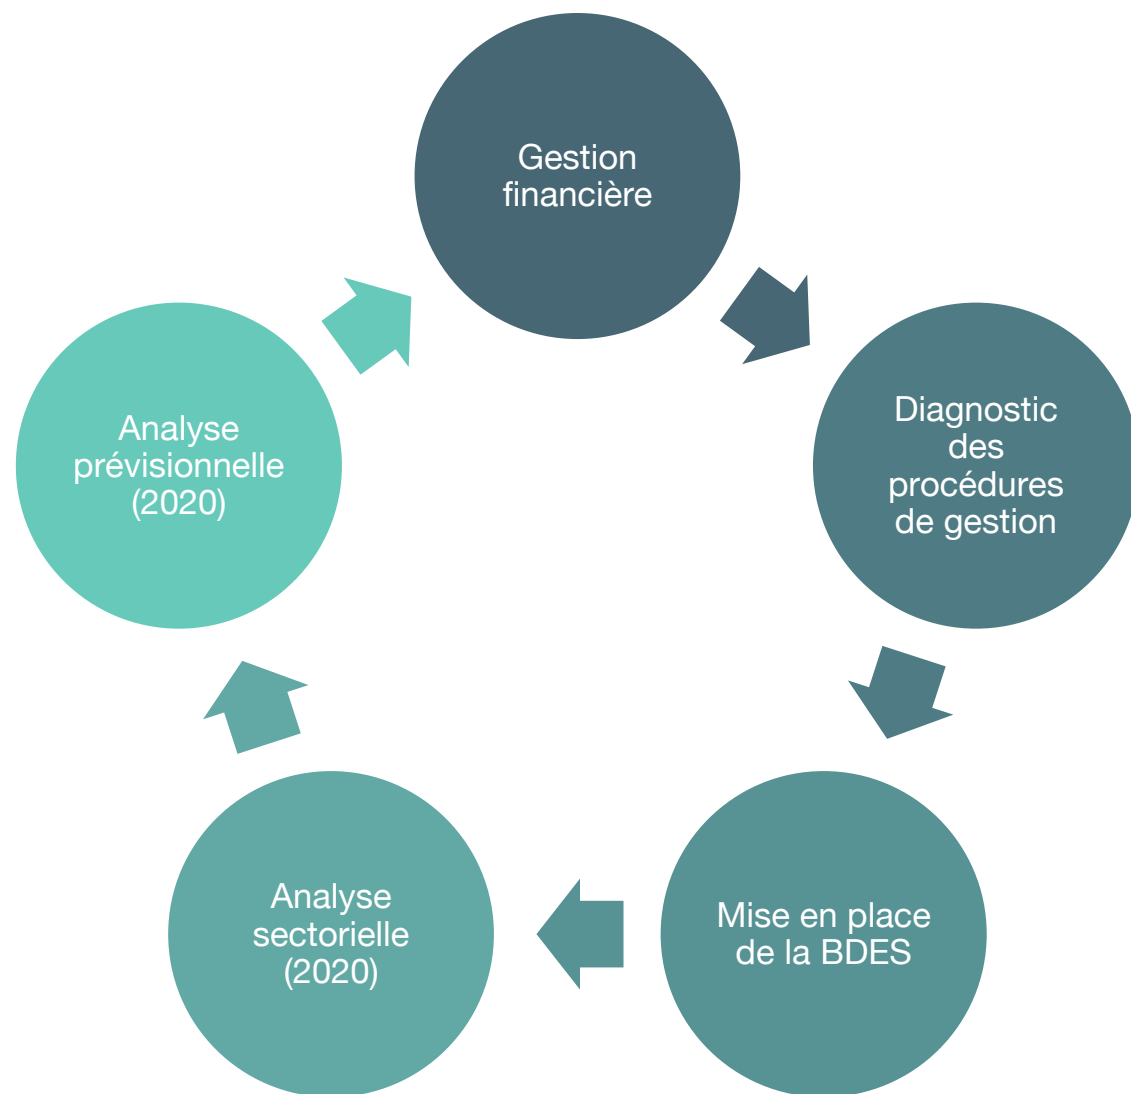 Gestion
financière
Diagnostic
des
procédures
de gestion
Mise en place
de la BDES
Analyse
sectorielle
(2020)
Analyse
prévisionnelle
(2020)